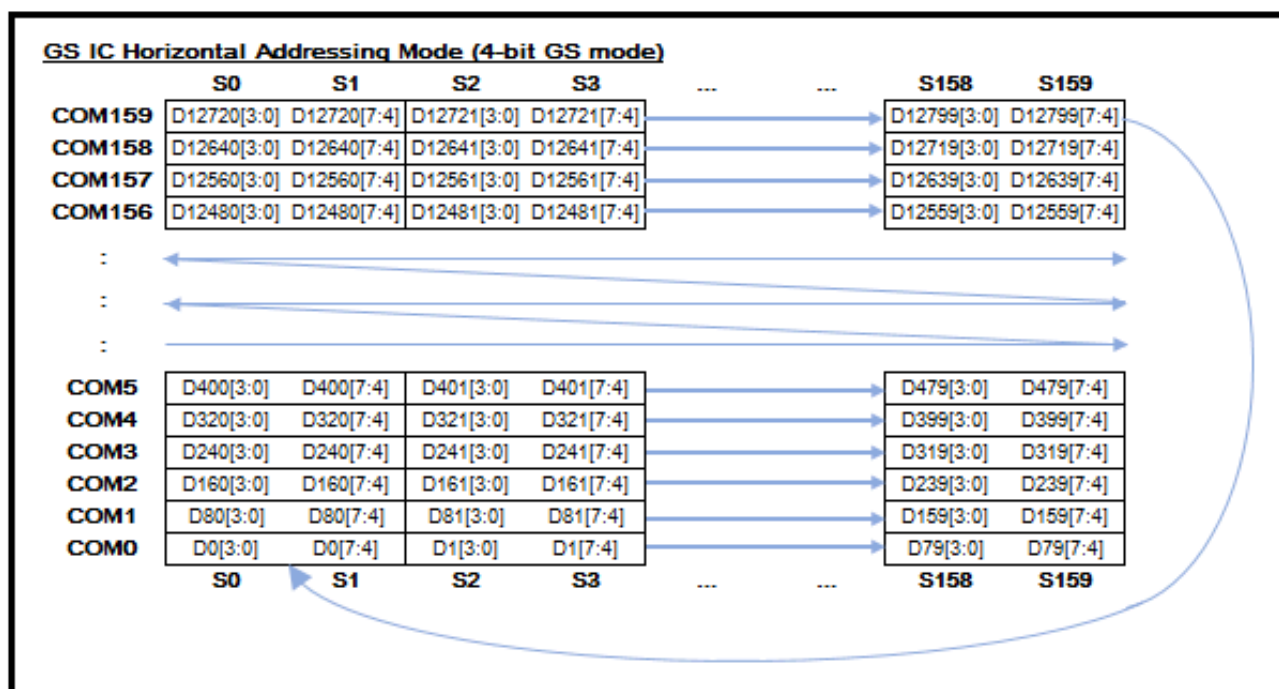 GS IC Horizontal Addressing Mode (4-bit GS mode)
S0 S1 S2 S3 ... ... S158 S159
COM159 D12720[3:0] D12720[7:4] D12721[3:0] D12721[7:4] D12799[3:0] D12799[7:4]
COM158 D12640[3:0] D12640[7:4] D12641[3:0] D12641[7:4] D12719[3:0] D12719[7:4]
COM157 D12560[3:0] D12560[7:4] D12561[3:0] D12561[7:4] D12639[3:0] D12639[7:4]
COM156 D12480[3:0] D12480[7:4] D12481[3:0] D12481[7:4] D12559[3:0] D12559[7:4]
:
:
:
COM5 D400[3:0] D400[7:4] D401[3:0] D401[7:4] D479[3:0] D479[7:4]
COM4 D320[3:0] D320[7:4] D321[3:0] D321[7:4] D399[3:0] D399[7:4]
COM3 D240[3:0] D240[7:4] D241[3:0] D241[7:4] D319[3:0] D319[7:4]
COM2 D160[3:0] D160[7:4] D161[3:0] D161[7:4] D239[3:0] D239[7:4]
COM1 D80[3:0] D80[7:4] D81[3:0] D81[7:4] D159[3:0] D159[7:4]
COM0 D0[3:0] D0[7:4] D1[3:0] D1[7:4] D79[3:0] D79[7:4]
S0 S1 S2 S3 ... ... S158 S159